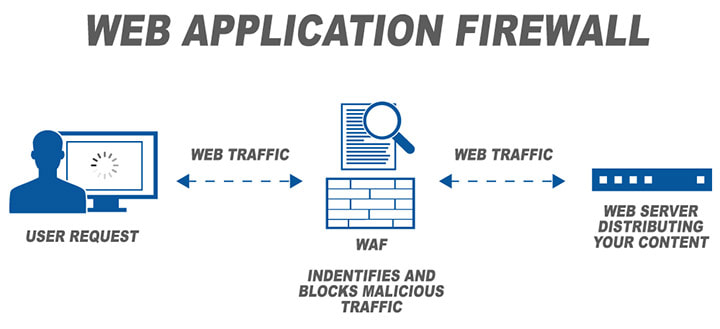 WEB APPLICATION FIREWALL
WEB TRAFFIC
WEB TRAFFIC
USER REQUEST
WAF
INDENTIFIES AND
BLOCKS MALICIOUS
TRAFFIC
WEB SERVER
DISTRIBUTING
YOUR CONTENT